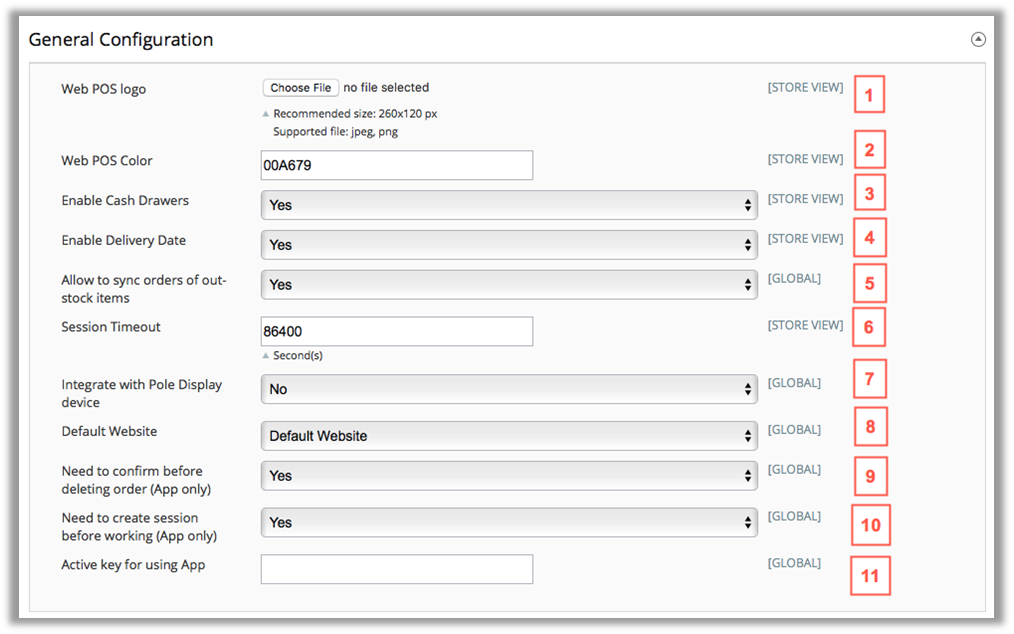 General Configuration
Web POS logo Choose File no file selected [STORE VIEW] 1
Recommended size: 260x120 px
Supported file: jpeg, png
Web POS Color 00A679 [STORE VIEW] 2
Enable Cash Drawers Yes [STORE VIEW] 3
Enable Delivery Date Yes [STORE VIEW] 4
Allow to sync orders of out- Yes [GLOBAL] 5
stock items
Session Timeout 86400 [STORE VIEW] 6
Second(s)
Integrate with Pole Display No [GLOBAL] 7
device
Default Website Default Website [GLOBAL] 8
Need to confirm before Yes [GLOBAL] 9
deleting order (App only)
Need to create session Yes [GLOBAL] 10
before working (App only)
Active key for using App [GLOBAL] 11